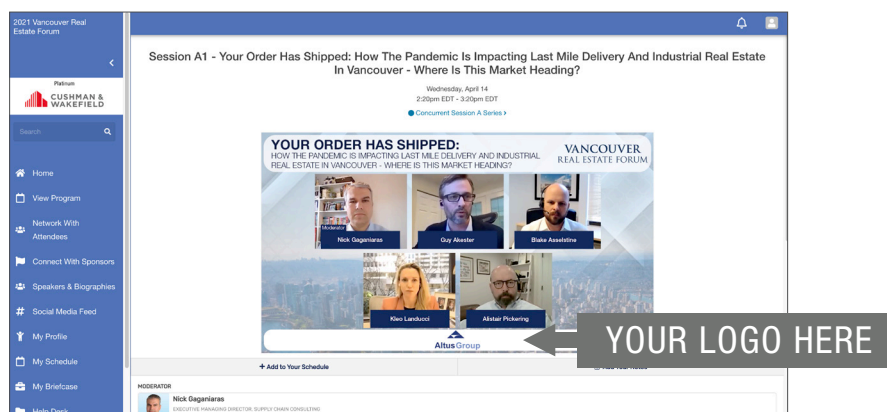 2021 Vancouver Real
Estate Forum
Platinum
CUSHMAN &
WAKEFIELD
Search
Home
View Program
Network With
Attendees
Connect With Sponsors
Speakers & Biographies
Social Media Feed
My Profile
My Schedule
My Briefcase
Help Desk
Session A1 - Your Order Has Shipped: How The Pandemic Is Impacting Last Mile Delivery And Industrial Real Estate
In Vancouver - Where Is This Market Heading?
Wednesday, April 14
2:20pm EDT - 3:20pm EDT
Concurrent Session A Series
YOUR ORDER HAS SHIPPED:
HOW THE PANDEMIC IS IMPACTING LAST MILE DELIVERY AND INDUSTRIAL
REAL ESTATE IN VANCOUVER - WHERE IS THIS MARKET HEADING?
VANCOUVER
REAL ESTATE FORUM
Moderator
Nick Gaganiaras
Guy Akester
Blake Asselstine
Kleo Landucci
Alistair Pickering
AltusGroup
YOUR LOGO HERE
+ Add to Your Schedule
MODERATOR
Nick Gaganiaras
EXECUTIVE MANAGING DIRECTOR: SUPPLY CHAIN CONSULTING